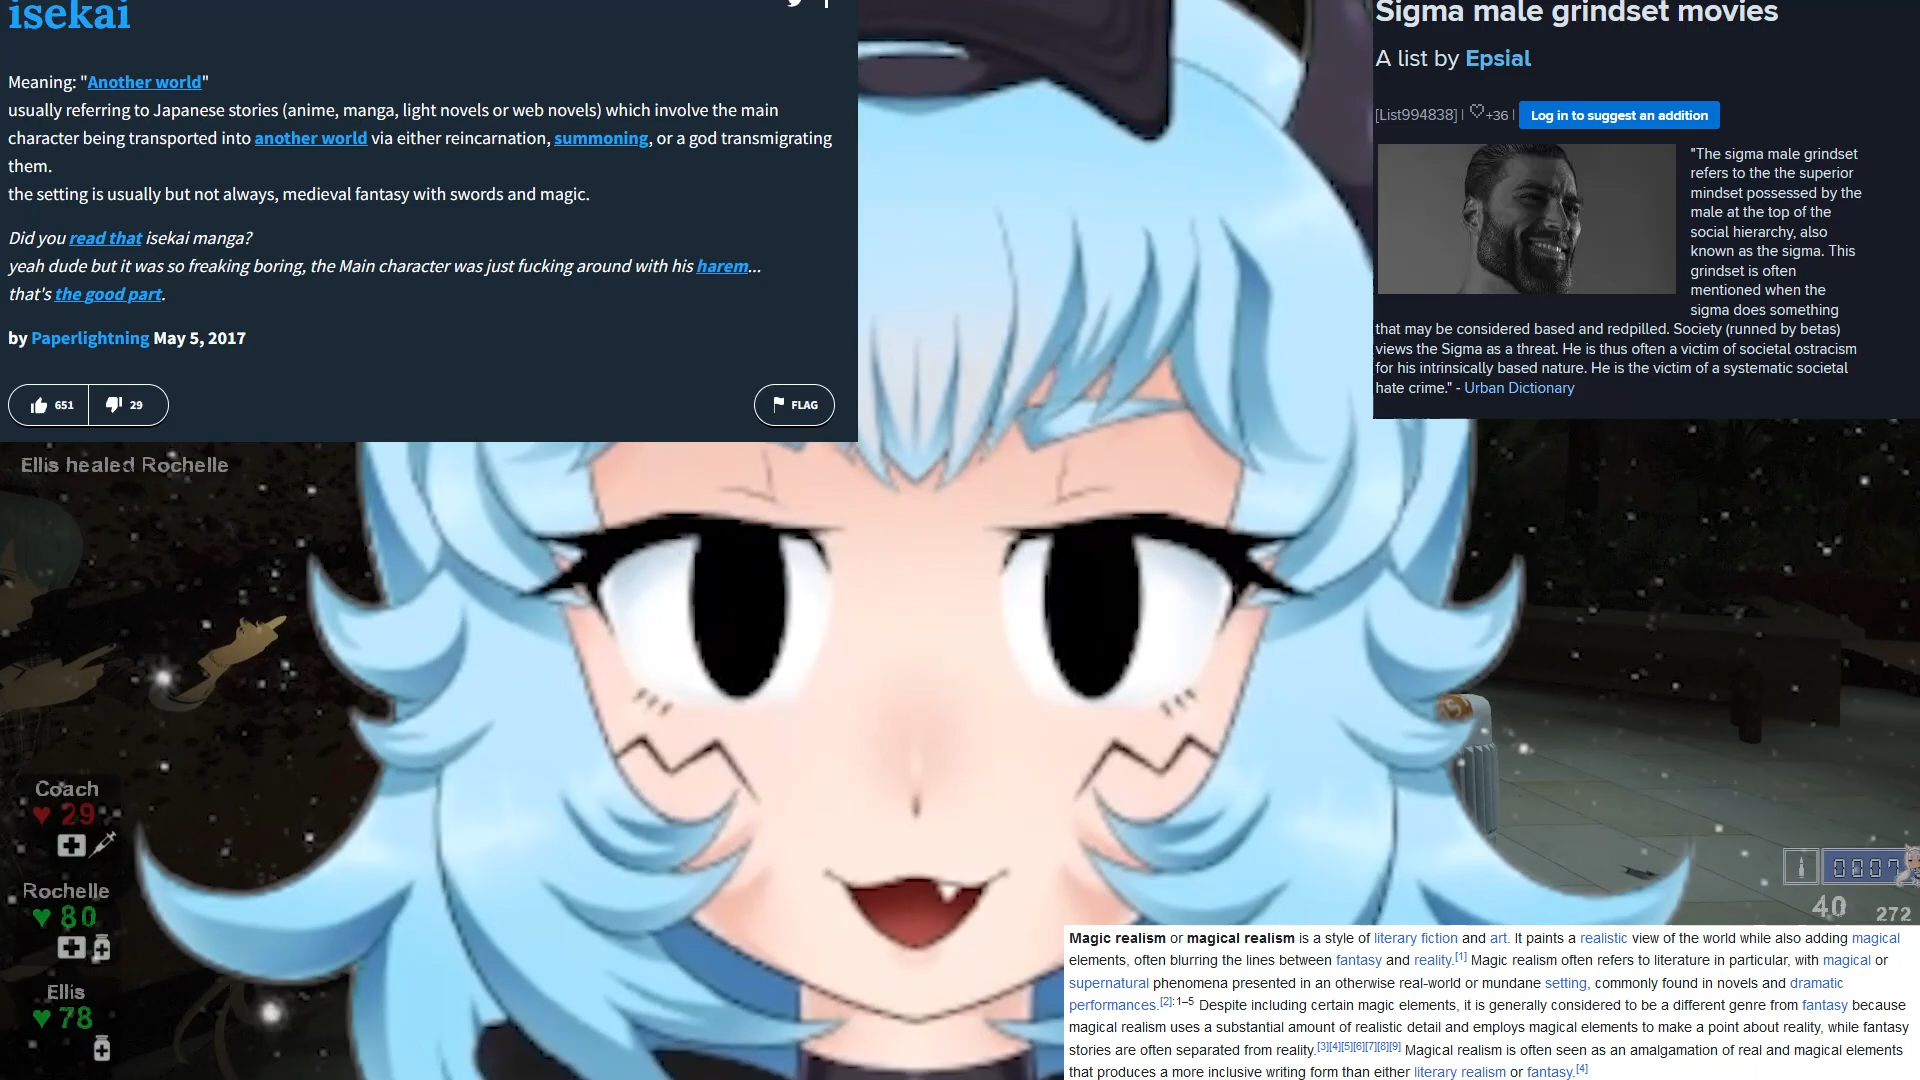 isekai
Meaning: "Another world"
usually referring to Japanese stories (anime, manga, light novels or web novels) which involve the main
character being transported into another world via either reincarnation, summoning, or a god transmigrating
them.
the setting is usually but not always, medieval fantasy with swords and magic.
Did you read that isekai manga?
yeah dude but it was so freaking boring, the Main character was just fucking around with his harem...
that's the good part.
by Paperlightning May 5, 2017
651
29
FLAG
Sigma male grindset movies
A list by Epsial
[List994838] | ♡+36 | Log in to suggest an addition
"The sigma male grindset
refers to the the superior
mindset possessed by the
male at the top of the
social hierarchy, also
known as the sigma. This
grindset is often
mentioned when the
sigma does something
that may be considered based and redpilled. Society (runned by betas)
views the Sigma as a threat. He is thus often a victim of societal ostracism
for his intrinsically based nature. He is the victim of a systematic societal
hate crime." - Urban Dictionary
Ellis healed Rochelle
Coach
29
Rochelle
80
Ellis
78
0007
40
272
Magic realism or magical realism is a style of literary fiction and art. It paints a realistic view of the world while also adding magical
elements, often blurring the lines between fantasy and reality.[1] Magic realism often refers to literature in particular, with magical or
supernatural phenomena presented in an otherwise real-world or mundane setting, commonly found in novels and dramatic
performances.[2]:1–5 Despite including certain magic elements, it is generally considered to be a different genre from fantasy because
magical realism uses a substantial amount of realistic detail and employs magical elements to make a point about reality, while fantasy
stories are often separated from reality.[3][4][5][6][7][8][9] Magical realism is often seen as an amalgamation of real and magical elements
that produces a more inclusive writing form than either literary realism or fantasy.[4]